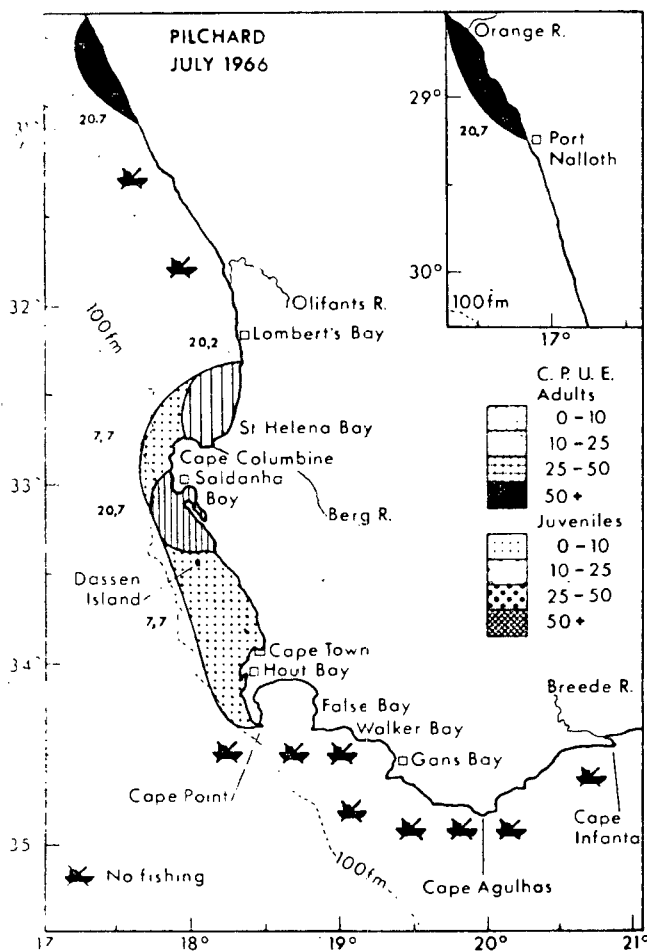 PILCHARD
JULY 1966
Orange R.
29°
20,7
Port
Nalloth
30°
100fm
17°
31°
20.7
32°
100fm
Olifants R.
20,2
Lombert's Bay
C. P. U. E.
Adults
0-10
10-25
25-50
50+
Juveniles
0-10
10-25
25-50
50+
7,7
St Helena Bay
Cape Columbine
33°
Saldanha
Bay
20,7
Berg R.
Dassen
Island
7,7
34°
Cape Town
Hout Bay
Breede R.
False Bay
Walker Bay
Gans Bay
Cape Point
Cape
Infanta
35
100fm
No fishing
Cape Agulhas
17
18°
19°
20°
21°